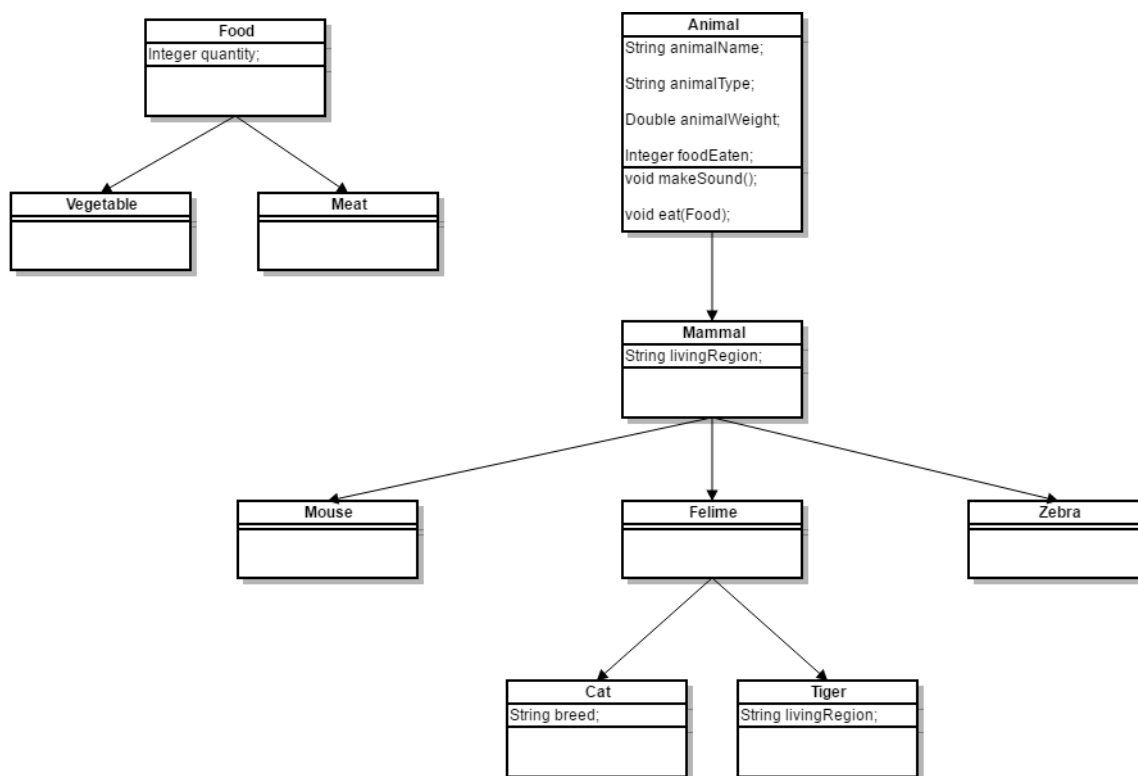 Food
Integer quantity;
Vegetable
Meat
Animal
String animalName;
String animalType;
Double animalWeight;
Integer foodEaten;
void makeSound();
void eat(Food);
Mammal
String livingRegion;
Mouse
Felime
Zebra
Cat
String breed;
Tiger
String livingRegion;